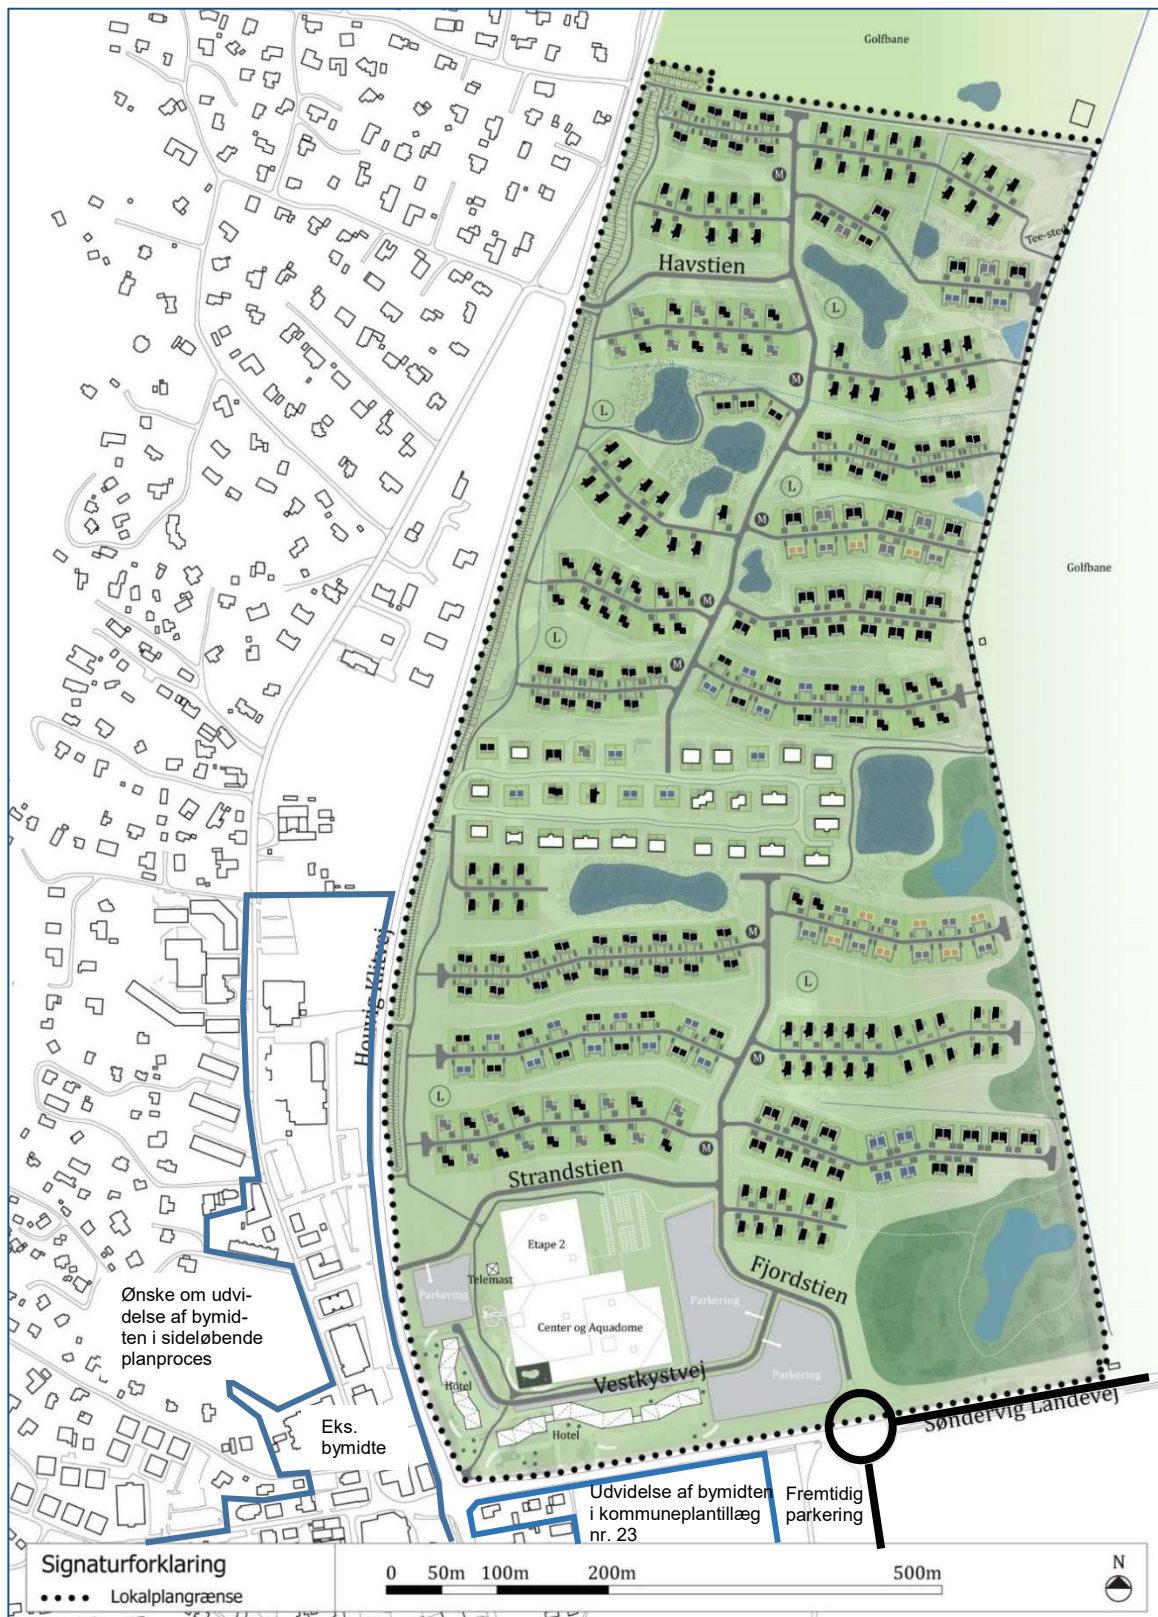 Golfbane
Tee-sted
M
Havstien
L
M
L
L
M
Golfbane
M
L
M
M
L
Houvig Klitvej
M
L
M
Strandstien
Etape 2
Fjordstien
Telemast
Parkering
Parkering
Center og Aquadome
Ønske om udvi-
delse af bymid-
ten i sideløbende
planproces
Vestkystvej
Parkering
Hotel
Hotel
Søndervig Landevej
Eks.
bymidte
Udvidelse af bymidten
i kommuneplantillæg
nr. 23
Fremtidig
parkering
Signaturforklaring
Lokalplangrænse
0 50m 100m 200m 500m
N